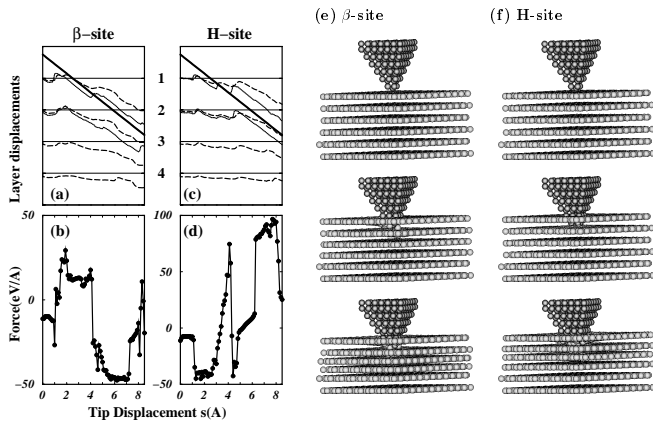 β−site
H−site
(e) β-site
(f) H-site
Layer displacements
1
2
3
4
(a)
(c)
Force(eV/A)
50
0
−50
(b)
100
50
0
−50
(d)
0 2 4 6 8
0 2 4 6 8
Tip Displacement s(A)